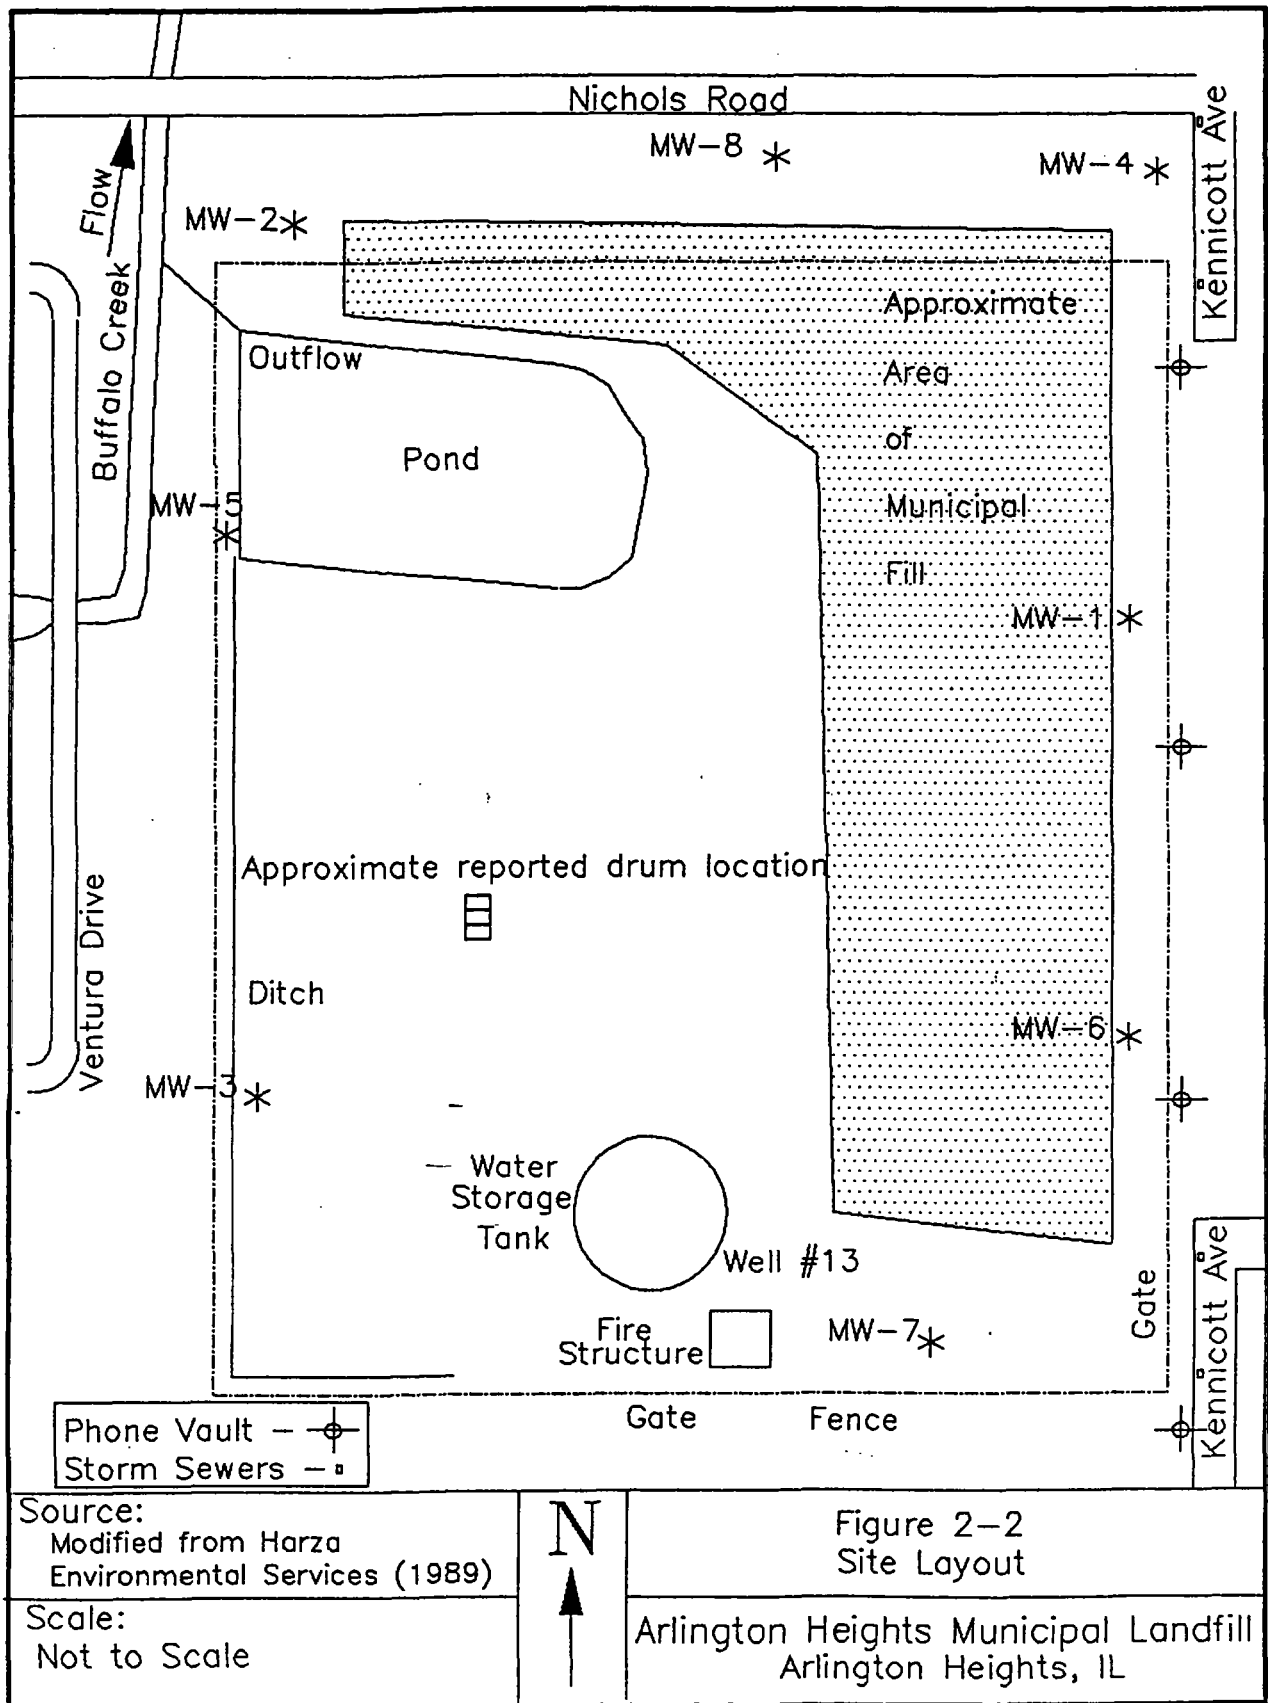 Nichols Road
Kennicott Ave
MW-8
MW-4
MW-2
Flow
Buffalo Creek
Outflow
Pond
MW-5
Approximate
Area
of
Municipal
Fill
MW-1
Approximate reported drum location
Ventura Drive
Ditch
MW-6
MW-3
Water
Storage
Tank
Well #13
Fire
Structure
MW-7
Gate
Kennicott Ave
Gate
Fence
Phone Vault -
Storm Sewers -
Source:
Modified from Harza
Environmental Services (1989)
Scale:
Not to Scale
N
Figure 2-2
Site Layout
Arlington Heights Municipal Landfill
Arlington Heights, IL